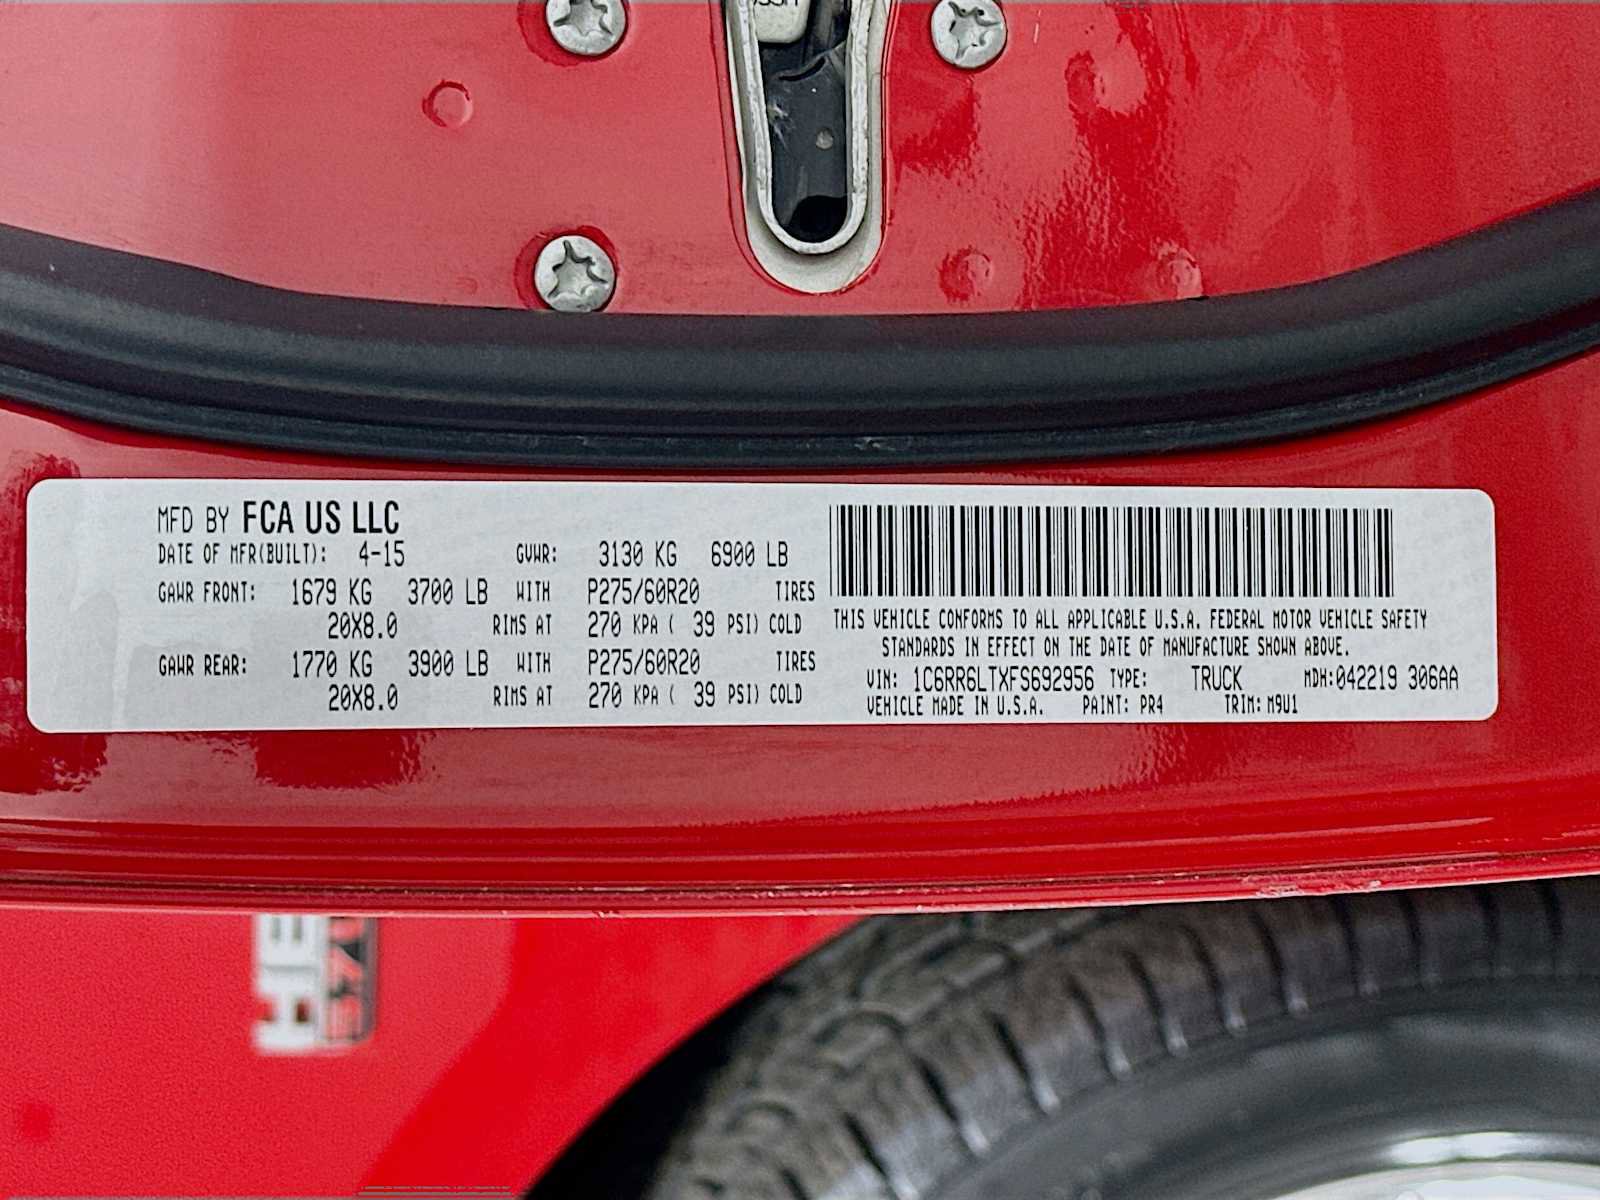 MFD BY FCA US LLC
DATE OF MFR(BUILT): 4-15 GVWR: 3130 KG 6900 LB
GAWR FRONT: 1679 KG 3700 LB WITH P275/60R20 TIRES
20X8.0 RIMS AT 270 KPA ( 39 PSI) COLD
GAWR REAR: 1770 KG 3900 LB WITH P275/60R20 TIRES
20X8.0 RIMS AT 270 KPA ( 39 PSI) COLD
THIS VEHICLE CONFORMS TO ALL APPLICABLE U.S.A. FEDERAL MOTOR VEHICLE SAFETY
STANDARDS IN EFFECT ON THE DATE OF MANUFACTURE SHOWN ABOVE.
VIN: 1C6RR6LTXFS692956 TYPE: TRUCK MDH:042219 306AA
VEHICLE MADE IN U.S.A. PAINT: PR4 TRIM: M9U1
HE